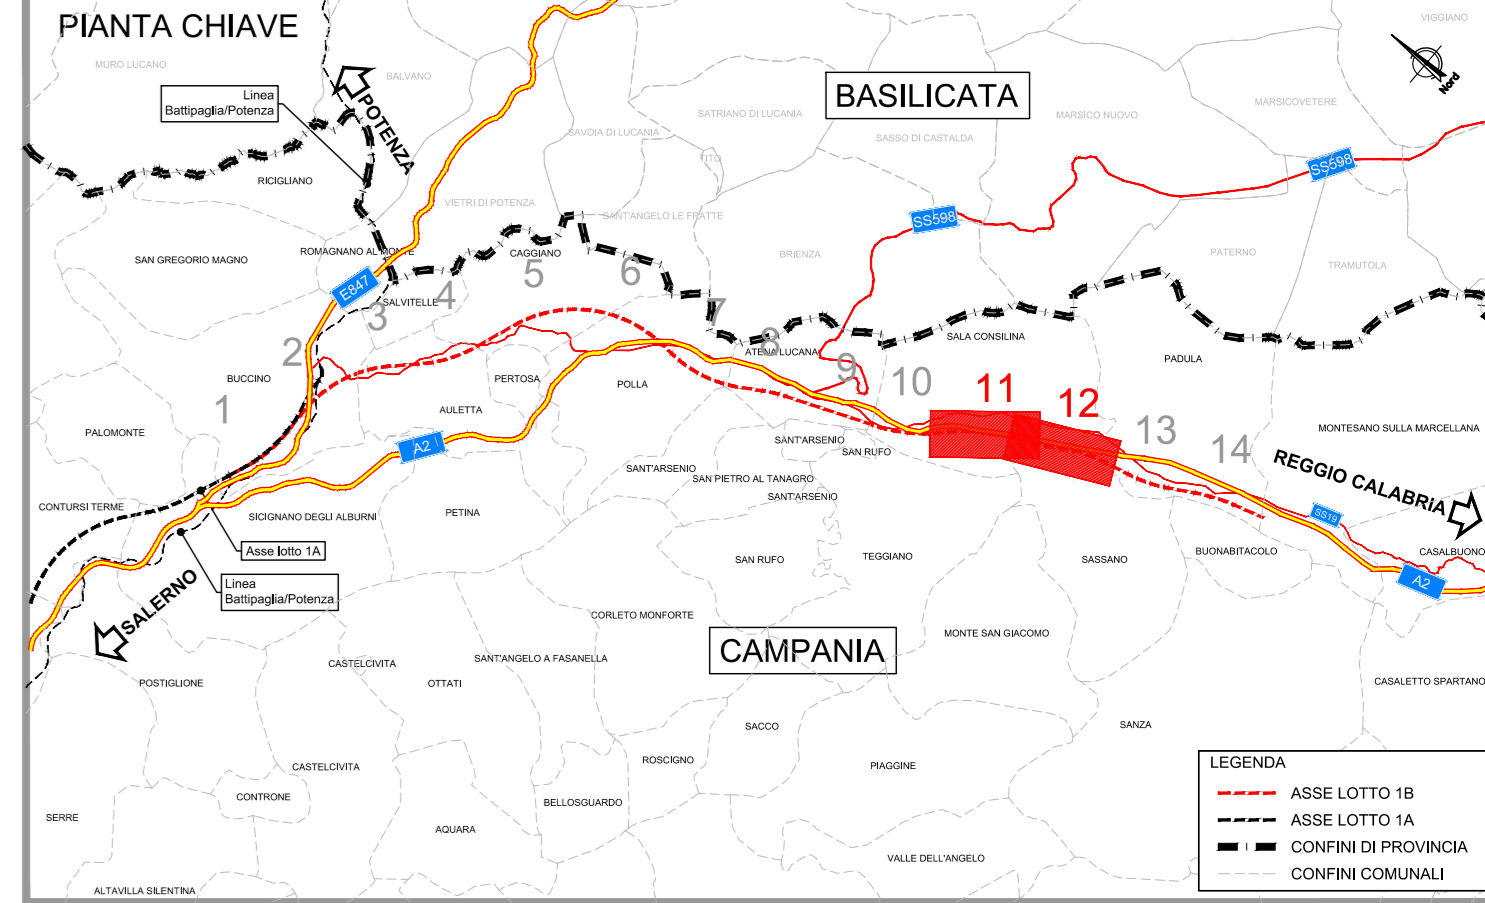 PIANTA CHIAVE
VIGGIANO
MURO LUCANO
BALVANO
Linea
Battipaglia/Potenza
POTENZA
BASILICATA
Nord
SAVOIA DI LUCANIA
SATRIANO DI LUCANIA
SASSO DI CASTALDA
MARSICO NUOVO
MARSICOVETERE
TITO
SS598
RICIGLIANO
VIETRI DI POTENZA
SANT'ANGELO LE FRATTE
SS598
SAN GREGORIO MAGNO
ROMAGNANO AL MONTE
CAGGIANO
BRIENZA
PATERNO
TRAMUTOLA
E847
SALVITELLE
1
2
3
4
5
6
7
8
9
10
11
12
13
14
ATENA LUCANA
SALA CONSILINA
PADULA
BUCCINO
PERTOSA
POLLA
AULETTA
PALOMONTE
A2
SANT'ARSENIO
SAN RUFO
MONTESANO SULLA MARCELLANA
SANT'ARSENIO
SAN PIETRO AL TANAGRO
SANT'ARSENIO
REGGIO CALABRiA
CONTURSI TERME
SICIGNANO DEGLI ALBURNI
PETINA
SS19
Asse lotto 1A
SAN RUFO
TEGGIANO
SASSANO
BUONABITACOLO
CASALBUONO
A2
Linea
Battipaglia/Potenza
SALERNO
CORLETO MONFORTE
MONTE SAN GIACOMO
CAMPANIA
CASTELCIVITA
SANT'ANGELO A FASANELLA
POSTIGLIONE
OTTATI
CASALETTO SPARTANO
SACCO
SANZA
ROSCIGNO
PIAGGINE
CASTELCIVITA
CONTRONE
BELLOSGUARDO
SERRE
AQUARA
VALLE DELL'ANGELO
ALTAVILLA SILENTINA
LEGENDA
ASSE LOTTO 1B
ASSE LOTTO 1A
CONFINI DI PROVINCIA
CONFINI COMUNALI